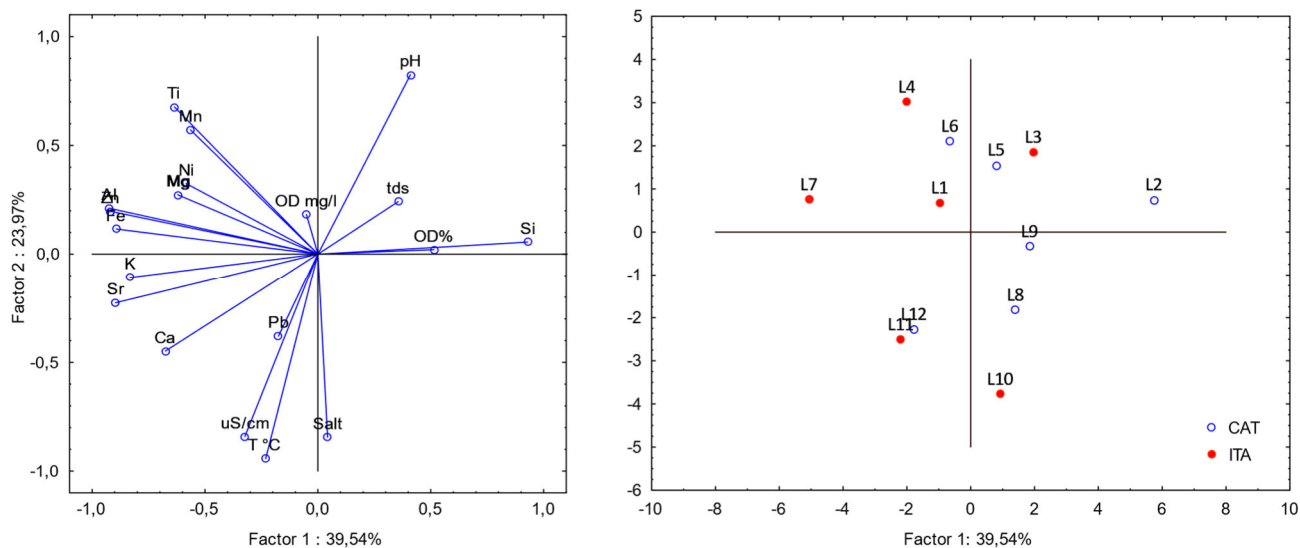 1,0
0,5
0,0
-0,5
-1,0
Factor 2 : 23,97%
pH
Ti
Mn
Ni
Mg
OD mg/l
tds
Al
Zn
Fe
OD%
Si
K
Sr
Ca
Pb
uS/cm
T °C
Salt
-1,0 -0,5 0,0 0,5 1,0
Factor 1 : 39,54%
5
4
3
2
1
0
-1
-2
-3
-4
-5
-6
L4
L6
L5
L3
L7
L1
L2
L9
L8
L12
L11
L10
CAT
ITA
-10 -8 -6 -4 -2 0 2 4 6 8 10
Factor 1: 39,54%